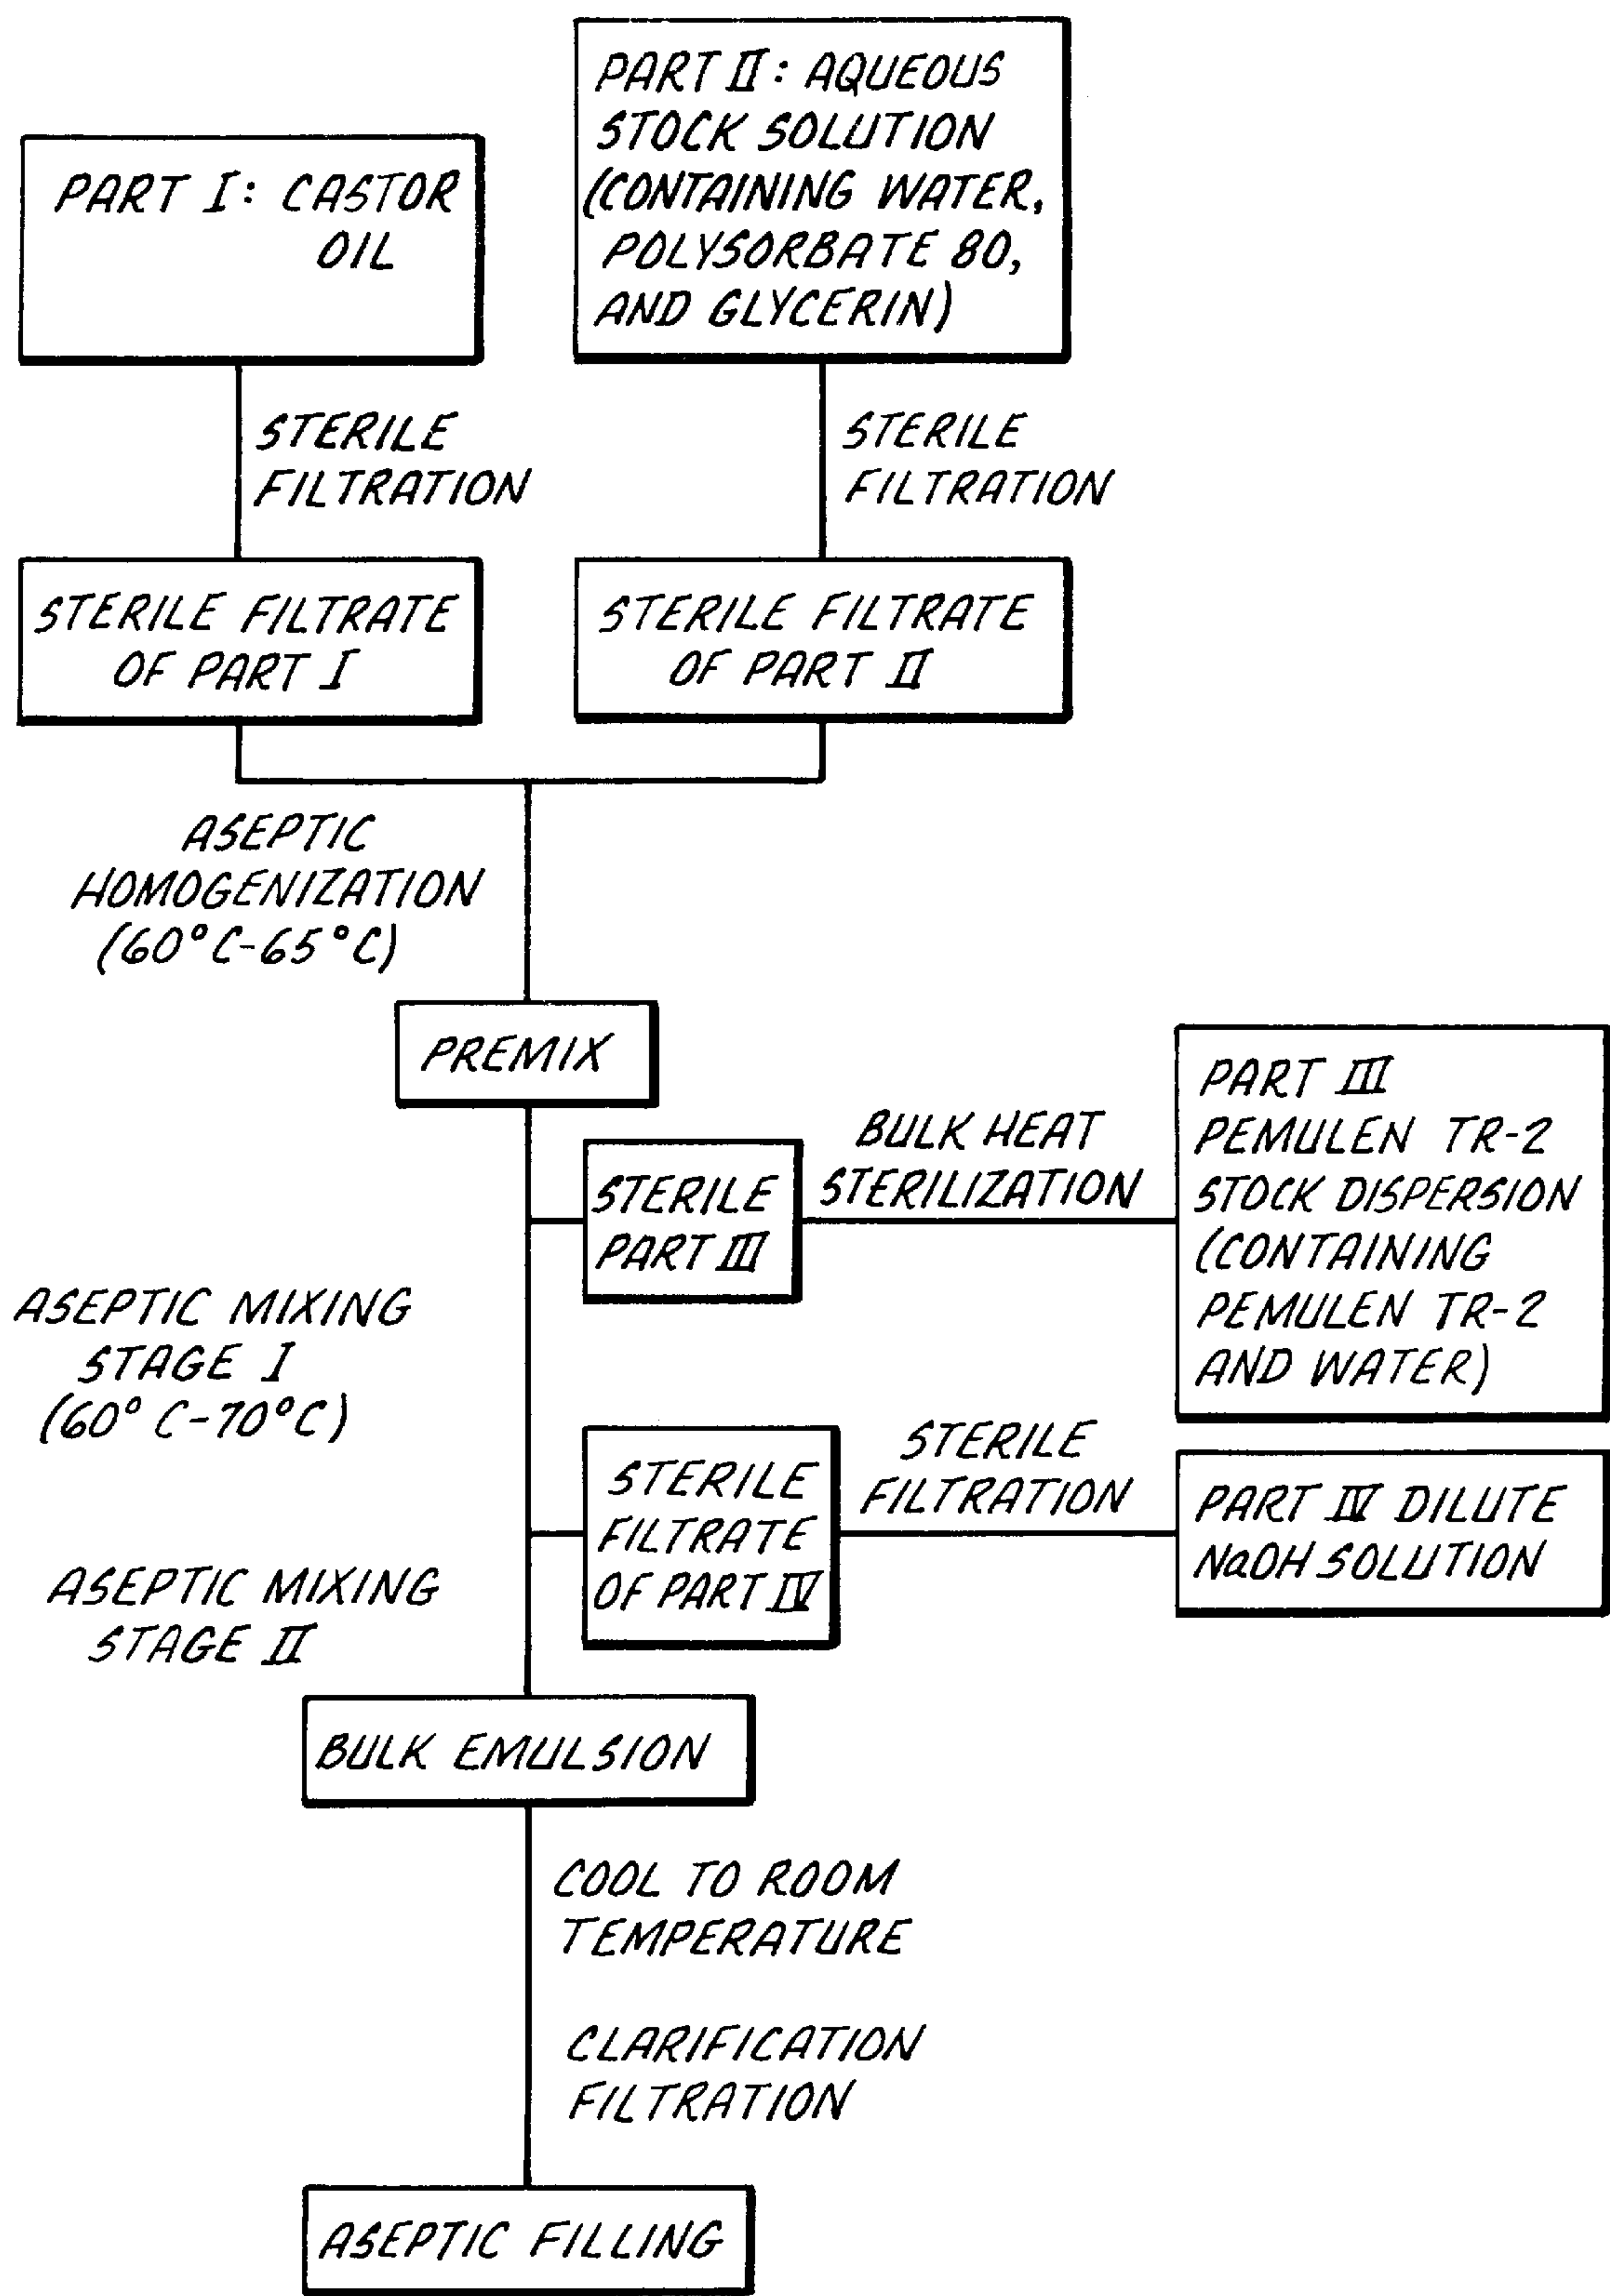 PART I: CASTOR
OIL
PART II: AQUEOUS
STOCK SOLUTION
(CONTAINING WATER,
POLYSORBATE 80,
AND GLYCERIN)
STERILE
FILTRATION
STERILE
FILTRATION
STERILE FILTRATE
OF PART I
STERILE FILTRATE
OF PART II
ASEPTIC
HOMOGENIZATION
(60°C-65°C)
PREMIX
STERILE
PART III
BULK HEAT
STERILIZATION
PART III
PEMULEN TR-2
STOCK DISPERSION
(CONTAINING
PEMULEN TR-2
AND WATER)
ASEPTIC MIXING
STAGE I
(60° C-70°C)
STERILE
FILTRATE
OF PART IV
STERILE
FILTRATION
PART IV DILUTE
NaOH SOLUTION
ASEPTIC MIXING
STAGE II
BULK EMULSION
COOL TO ROOM
TEMPERATURE
CLARIFICATION
FILTRATION
ASEPTIC FILLING